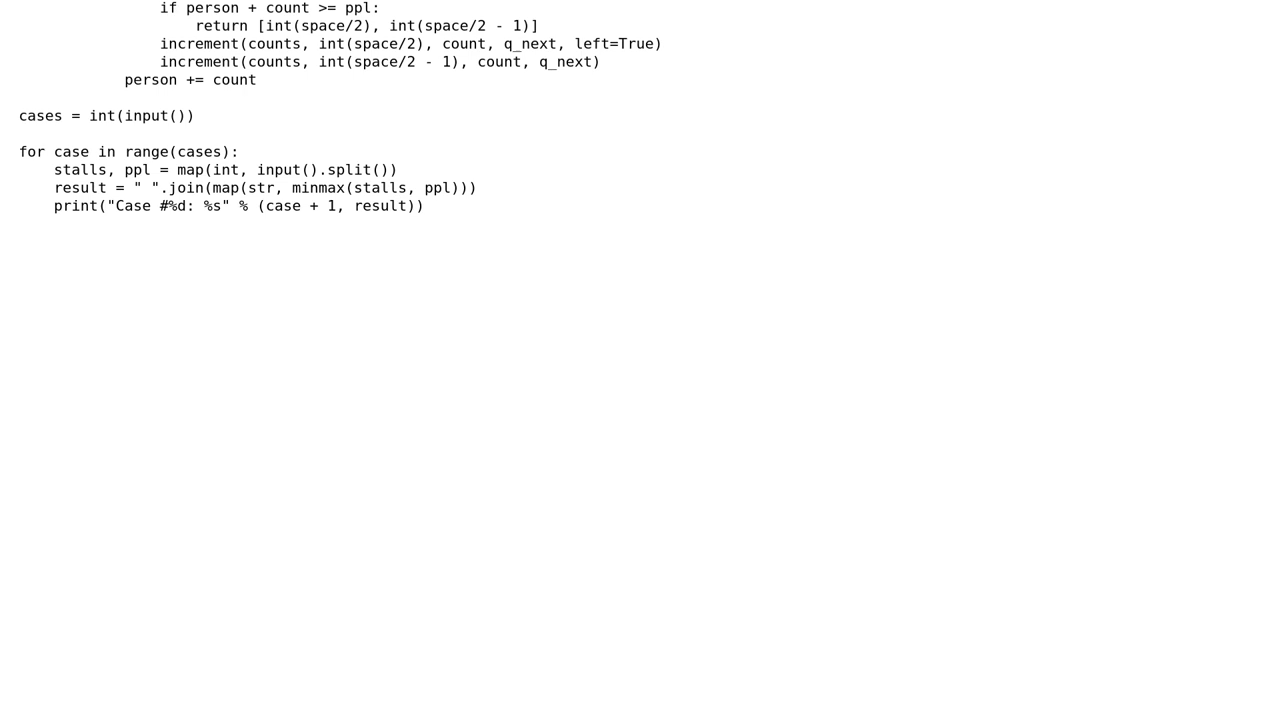 if person + count >= ppl:
                    return [int(space/2), int(space/2 - 1)]
                increment(counts, int(space/2), count, q_next, left=True)
                increment(counts, int(space/2 - 1), count, q_next)
            person += count

cases = int(input())

for case in range(cases):
    stalls, ppl = map(int, input().split())
    result = " ".join(map(str, minmax(stalls, ppl)))
    print("Case #%d: %s" % (case + 1, result))